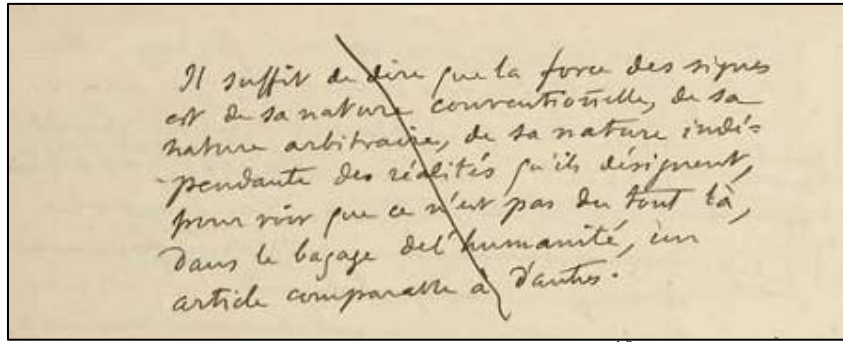 Il suffit de dire que la force des signes
est de sa nature conventionnelle, de sa
nature arbitraire, de sa nature indé=
pendante des réalités qu'ils désignent,
pour voir que ce n'est pas du tout là,
dans le bagage de l'humanité, un
article comparable à d'autres.